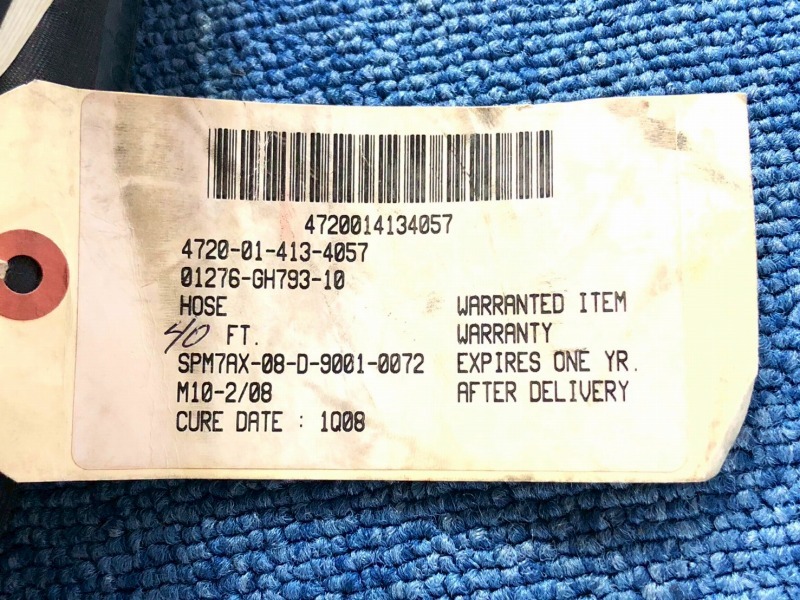 4720014134057
4720-01-413-4057
01276-GH793-10
HOSE
40 FT.
SPM7AX-08-D-9001-0072
M10-2/08
CURE DATE : 1Q08
WARRANTED ITEM
WARRANTY
EXPIRES ONE YR.
AFTER DELIVERY